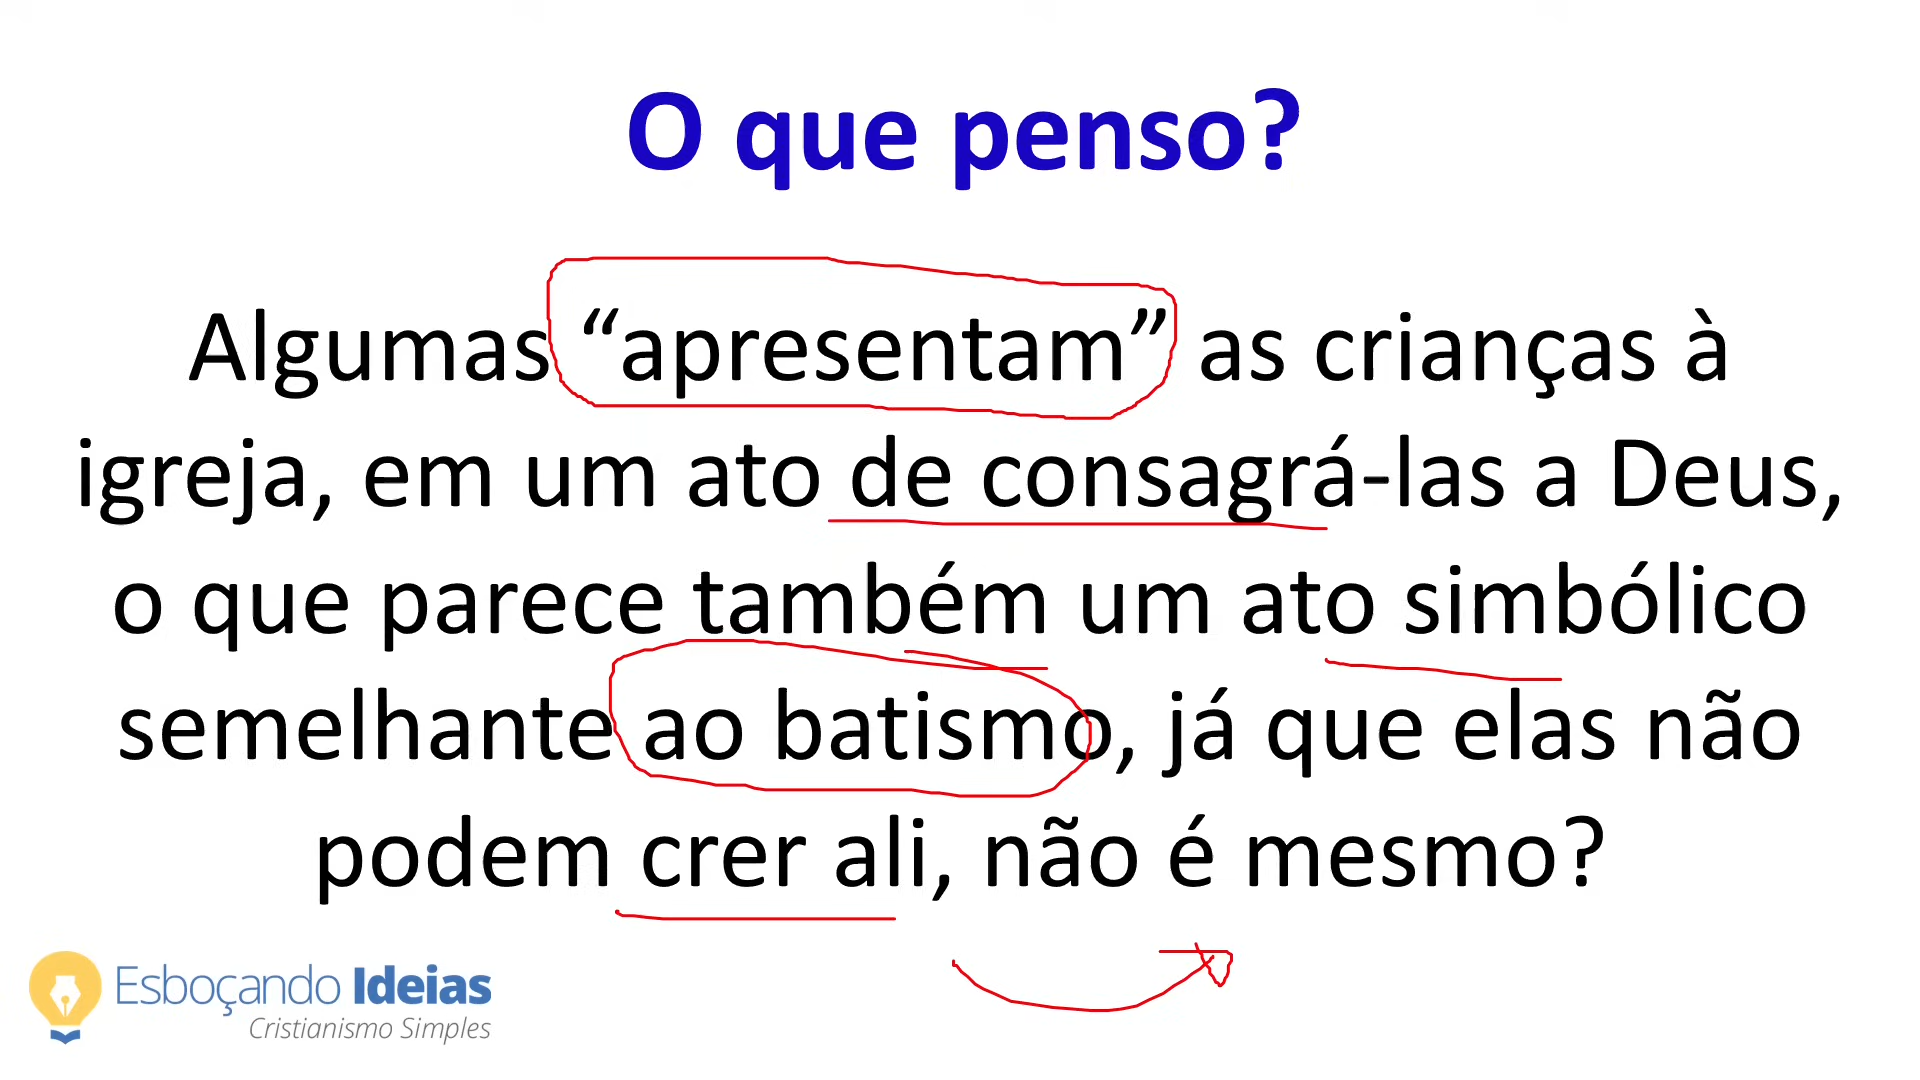 O que penso?
Algumas “apresentam” as crianças à
igreja, em um ato de consagrá-las a Deus,
o que parece também um ato simbólico
semelhante ao batismo, já que elas não
podem crer ali, não é mesmo?
Esboçando Ideias
Cristianismo Simples